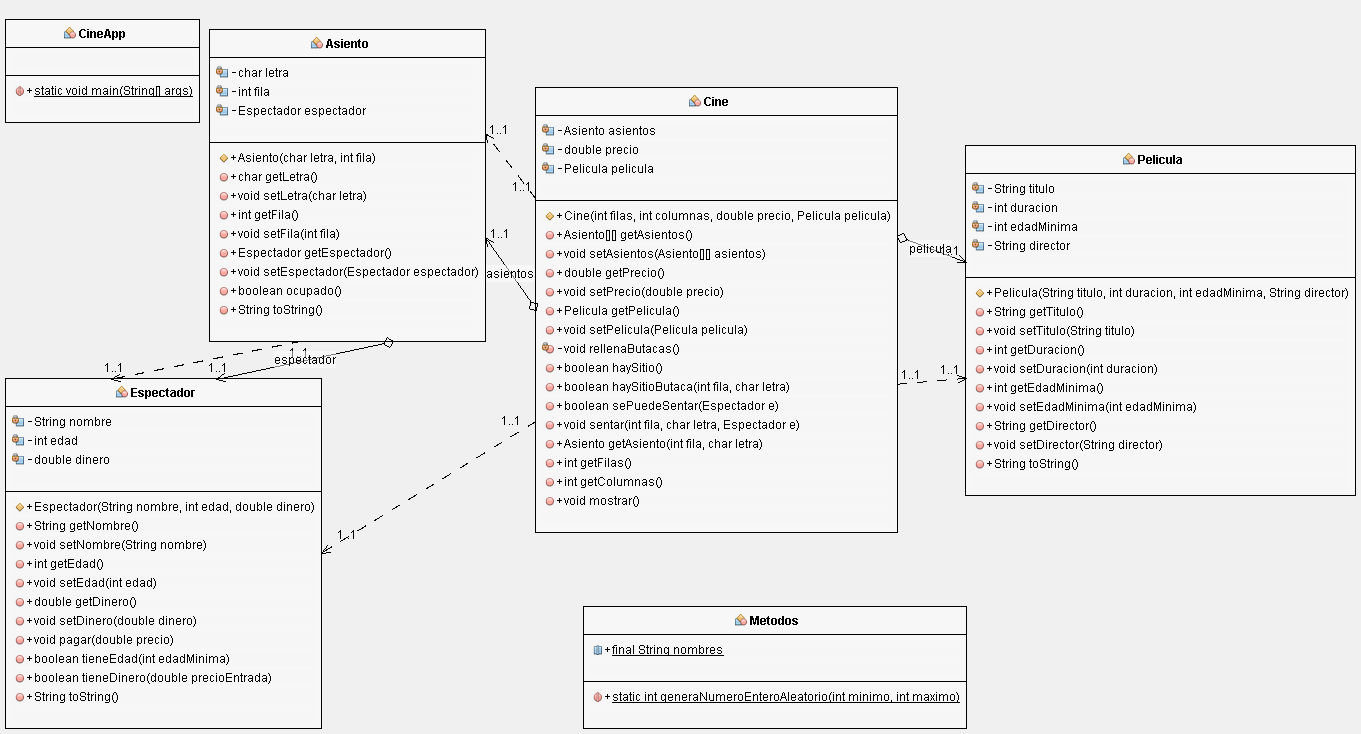 CineApp
+static void main(String[] args)
Asiento
-char letra
-int fila
-Espectador espectador
+Asiento(char letra, int fila)
+char getLetra()
+void setLetra(char letra)
+int getFila()
+void setFila(int fila)
+Espectador getEspectador()
+void setEspectador(Espectador espectador)
+boolean ocupado()
+String toString()
1..1
1..1
1..1
asientos
Cine
-Asiento asientos
-double precio
-Pelicula pelicula
+Cine(int filas, int columnas, double precio, Pelicula pelicula)
+Asiento[][] getAsientos()
+void setAsientos(Asiento[][] asientos)
+double getPrecio()
+void setPrecio(double precio)
+Pelicula getPelicula()
+void setPelicula(Pelicula pelicula)
-void rellenaButacas()
+boolean haySitio()
+boolean haySitioButaca(int fila, char letra)
+boolean sePuedeSentar(Espectador e)
+void sentar(int fila, char letra, Espectador e)
+Asiento getAsiento(int fila, char letra)
+int getFilas()
+int getColumnas()
+void mostrar()
pelicula
1
1..1
1..1
Pelicula
-String titulo
-int duracion
-int edadMinima
-String director
+Pelicula(String titulo, int duracion, int edadMinima, String director)
+String getTitulo()
+void setTitulo(String titulo)
+int getDuracion()
+void setDuracion(int duracion)
+int getEdadMinima()
+void setEdadMinima(int edadMinima)
+String getDirector()
+void setDirector(String director)
+String toString()
1..1
espectador
1..1
1..1
1..1
1..1
Espectador
-String nombre
-int edad
-double dinero
+Espectador(String nombre, int edad, double dinero)
+String getNombre()
+void setNombre(String nombre)
+int getEdad()
+void setEdad(int edad)
+double getDinero()
+void setDinero(double dinero)
+void pagar(double precio)
+boolean tieneEdad(int edadMinima)
+boolean tieneDinero(double precioEntrada)
+String toString()
Metodos
+final String nombres
+static int generaNumeroEnteroAleatorio(int minimo, int maximo)